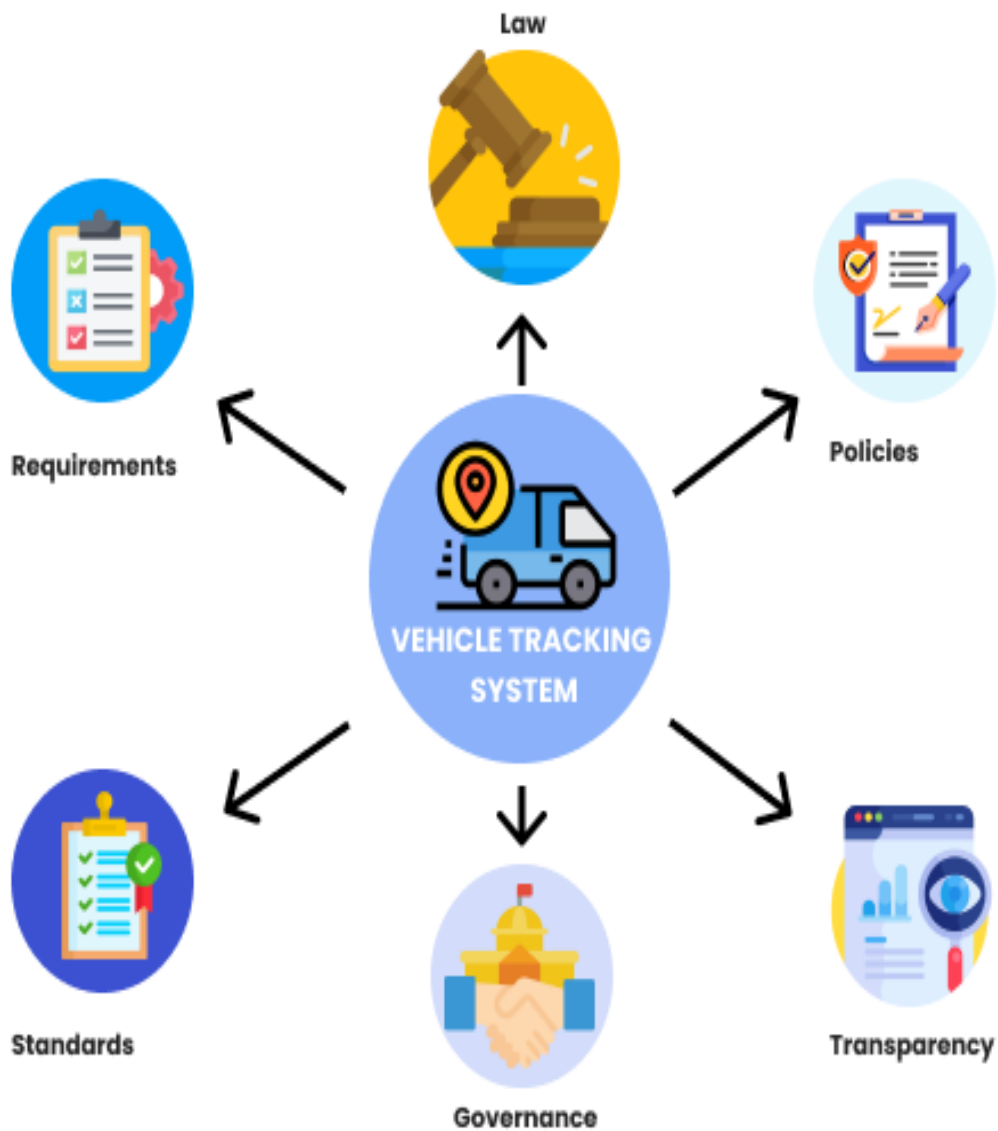 Law
Requirements
Policies
VEHICLE TRACKING
SYSTEM
Standards
Transparency
Governance